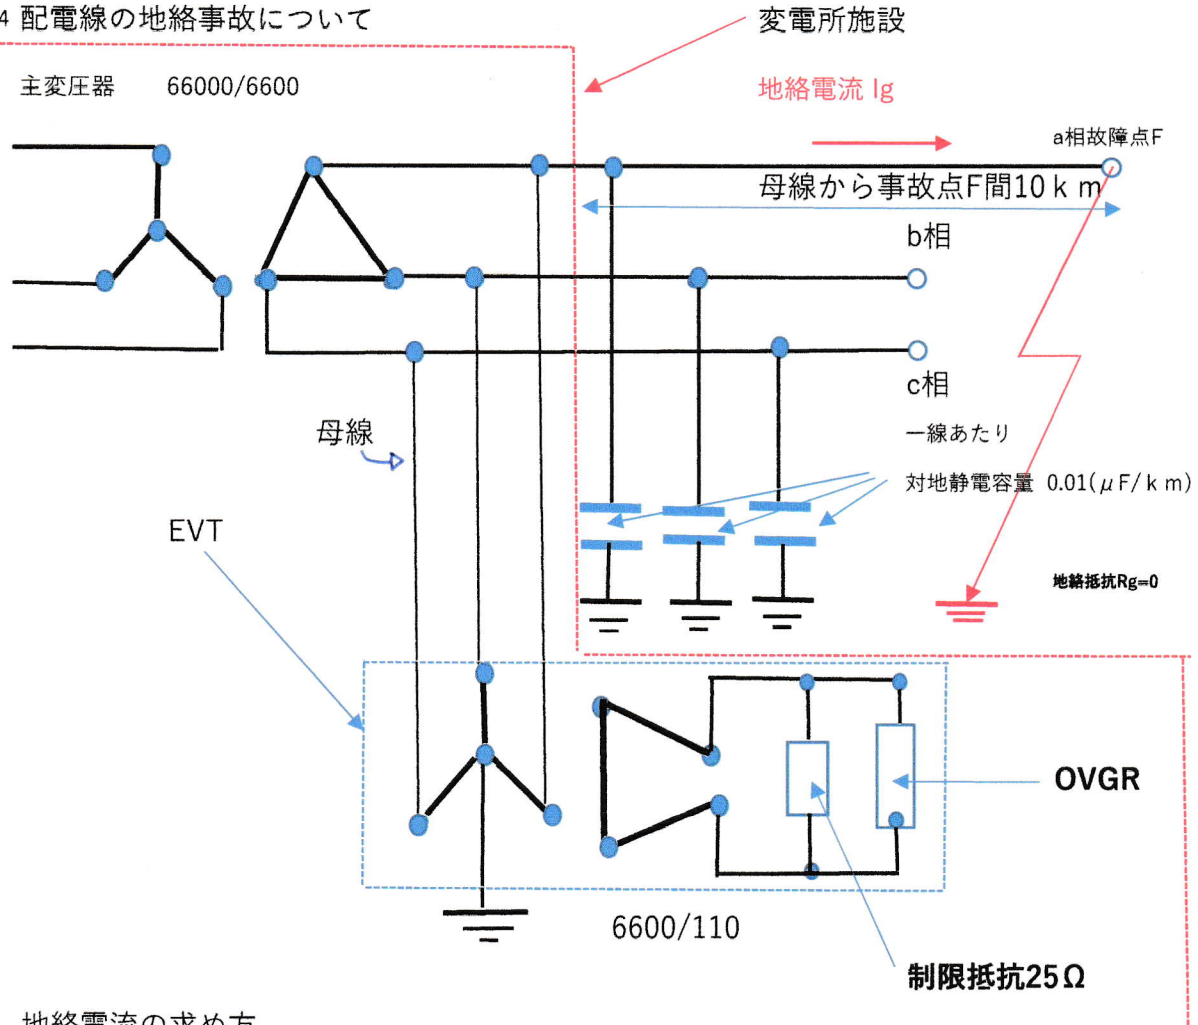 4 配電線の地絡事故について
変電所施設
主変圧器 66000/6600
地絡電流 Ig
a相故障点F
母線から事故点F間10ｋｍ
b相
c相
母線
一線あたり
対地静電容量 0.01(μF/ｋｍ)
EVT
地絡抵抗Rg=0
OVGR
6600/110
制限抵抗25Ω
地絡電流の求め方